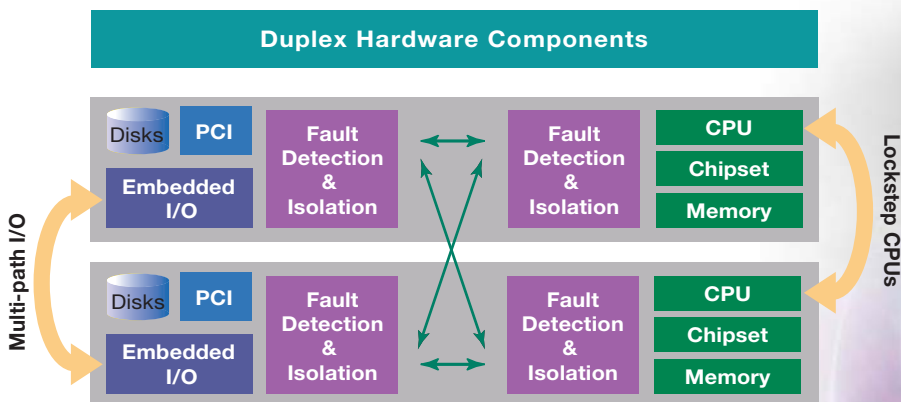 Duplex Hardware Components
Disks
PCI
Embedded
I/O
Fault
Detection
&
Isolation
Fault
Detection
&
Isolation
CPU
Chipset
Memory
Multi-path I/O
Lockstep CPUs
Disks
PCI
Embedded
I/O
Fault
Detection
&
Isolation
Fault
Detection
&
Isolation
CPU
Chipset
Memory